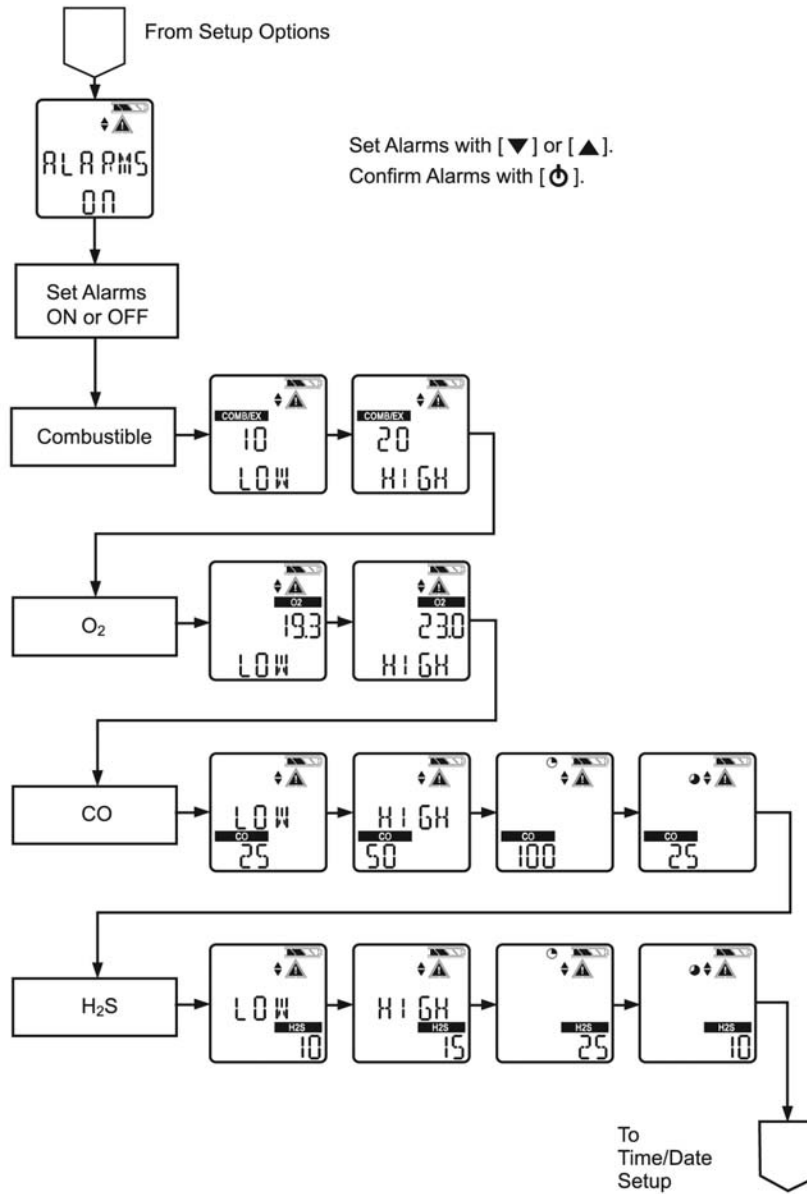 From Setup Options
ALARMS
ON
Set Alarms with [▼] or [▲].
Confirm Alarms with [⏻].
Set Alarms
ON or OFF
Combustible
COMB/EX
10
LOW
COMB/EX
20
HIGH
O₂
O2
19.3
LOW
O2
23.0
HIGH
CO
LOW
CO
25
HIGH
CO
50
CO
100
CO
25
H₂S
LOW
H2S
10
HIGH
H2S
15
H2S
25
H2S
10
To
Time/Date
Setup